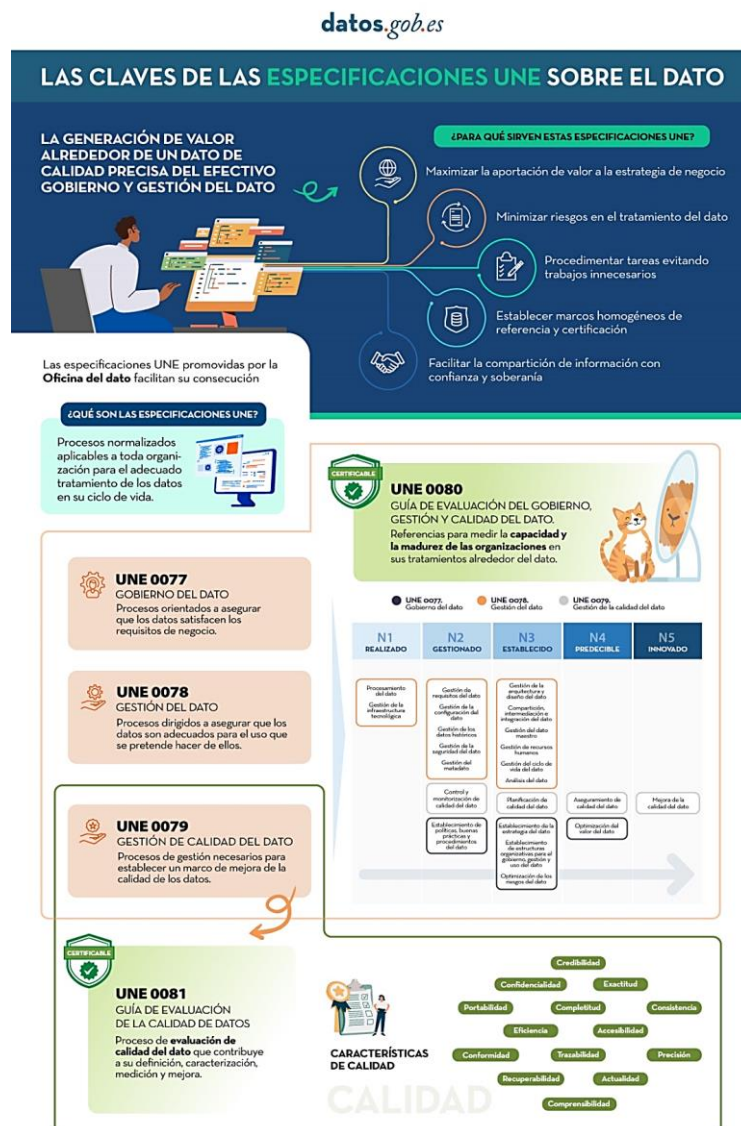 datos.gob.es
LAS CLAVES DE LAS ESPECIFICACIONES UNE SOBRE EL DATO
LA GENERACIÓN DE VALOR
ALREDEDOR DE UN DATO DE
CALIDAD PRECISA DEL EFECTIVO
GOBIERNO Y GESTIÓN DEL DATO
¿PARA QUÉ SIRVEN ESTAS ESPECIFICACIONES UNE?
Maximizar la aportación de valor a la estrategia de negocio
Minimizar riesgos en el tratamiento del dato
Procedimentar tareas evitando
trabajos innecesarios
Establecer marcos homogéneos de
referencia y certificación
Facilitar la compartición de información con
confianza y soberanía
Las especificaciones UNE promovidas por la
Oficina del dato facilitan su consecución
¿QUÉ SON LAS ESPECIFICACIONES UNE?
Procesos normalizados
aplicables a toda organi-
zación para el adecuado
tratamiento de los datos
en su ciclo de vida.
CERTIFICABLE
UNE 0080
GUÍA DE EVALUACIÓN DEL GOBIERNO,
GESTIÓN Y CALIDAD DEL DATO.
Referencias para medir la capacidad y
la madurez de las organizaciones en
sus tratamientos alrededor del dato.
UNE 0077
GOBIERNO DEL DATO
Procesos orientados a asegurar
que los datos satisfacen los
requisitos de negocio.
UNE 0078
GESTIÓN DEL DATO
Procesos dirigidos a asegurar que los
datos son adecuados para el uso que
se pretende hacer de ellos.
UNE 0079
GESTIÓN DE CALIDAD DEL DATO
Procesos de gestión necesarios para
establecer un marco de mejora de la
calidad de los datos.
UNE 0077.
Gobierno del dato
UNE 0078.
Gestión del dato
UNE 0079.
Gestión de la calidad del dato
N1
REALIZADO
N2
GESTIONADO
N3
ESTABLECIDO
N4
PREDECIBLE
N5
INNOVADO
Procesamiento
del dato
Gestión de la
infraestructura
tecnológica
Gestión de
requisitos del dato
Gestión de la
configuración del
dato
Gestión de los
datos históricos
Gestión de la
seguridad del dato
Gestión del
metadato
Gestión de la
arquitectura y
diseño del dato
Compartición,
intermediación e
integración del dato
Gestión del dato
maestro
Gestión de recursos
humanos
Gestión del ciclo de
vida del dato
Análisis del dato
Control y
monitorización de
calidad del dato
Planificación de
calidad del dato
Aseguramiento de
calidad del dato
Mejora de la
calidad del dato
Establecimiento de
políticas, buenas
prácticas y
procedimientos
del dato
Establecimiento de la
estrategia del dato
Establecimiento
de estructuras
organizativas para el
gobierno, gestión y
uso del dato
Optimización de los
riesgos del dato
Optimización del
valor del dato
CERTIFICABLE
UNE 0081
GUÍA DE EVALUACIÓN
DE LA CALIDAD DE DATOS
Proceso de evaluación de
calidad del dato que contribuye
a su definición, caracterización,
medición y mejora.
CARACTERÍSTICAS
DE CALIDAD
CALIDAD
Credibilidad
Confidencialidad
Exactitud
Portabilidad
Completitud
Consistencia
Eficiencia
Accesibilidad
Conformidad
Trazabilidad
Precisión
Recuperabilidad
Actualidad
Comprensibilidad